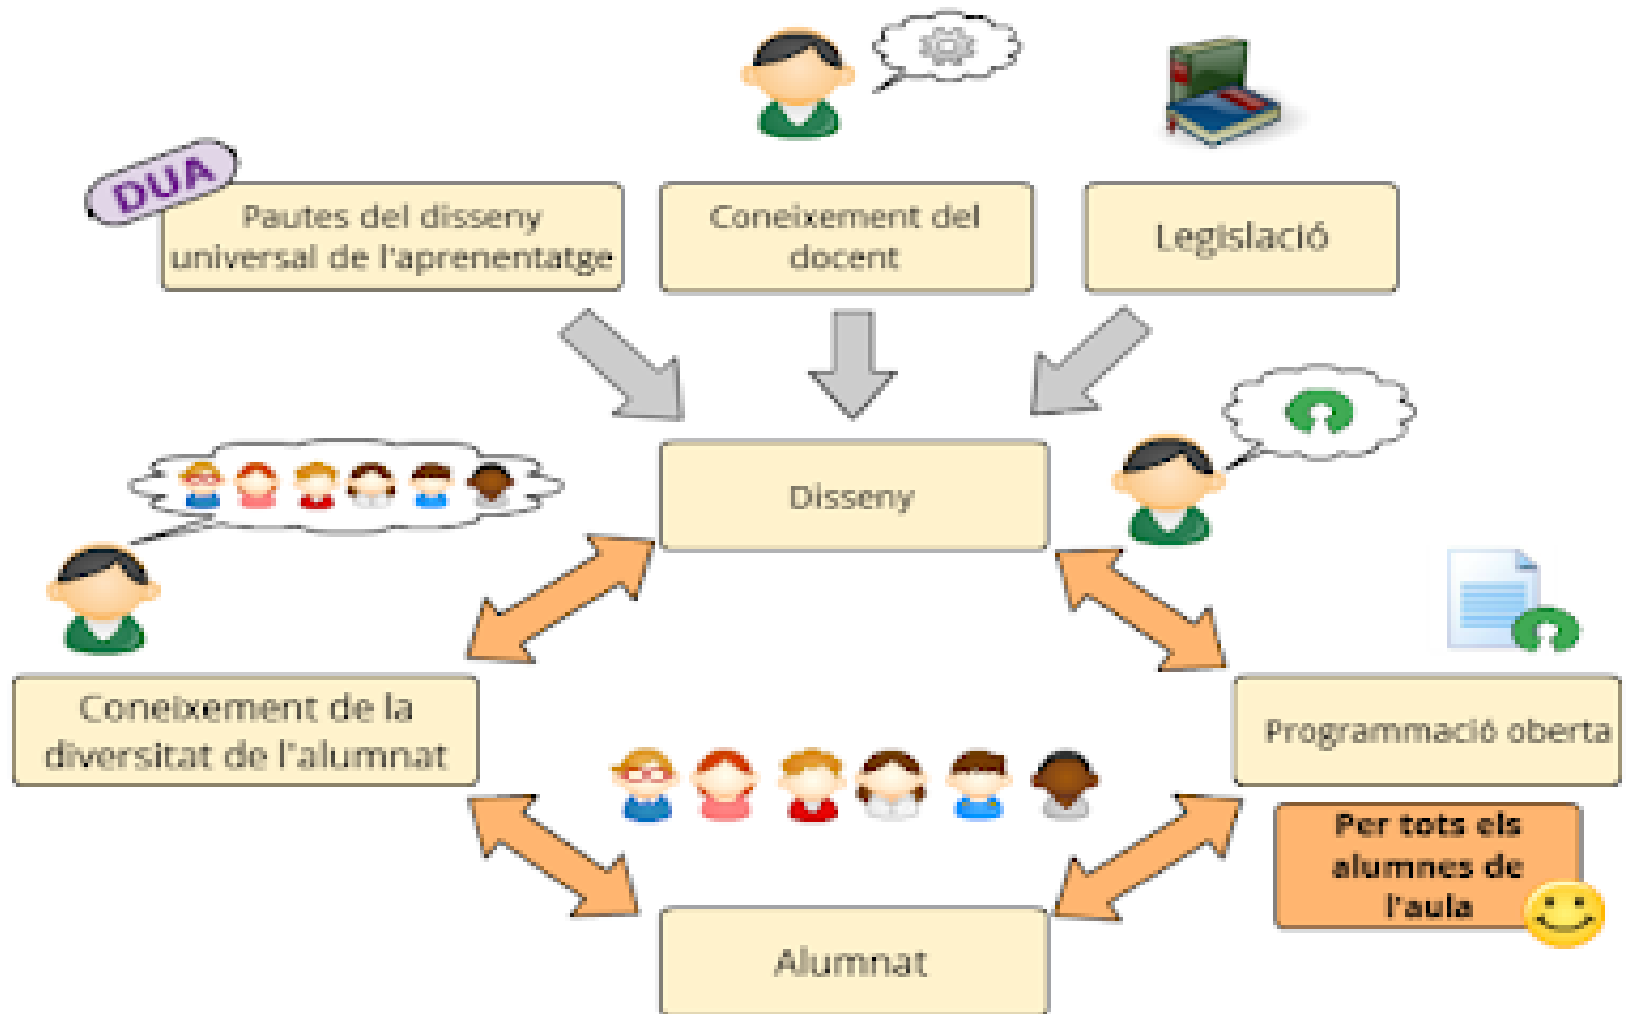 DUA
Pautes del disseny
universal de l'aprenentatge
Coneixement del
docent
Legislació
Disseny
Coneixement de la
diversitat de l'alumnat
Programmació oberta
Per tots els
alumnes de
l'aula
Alumnat